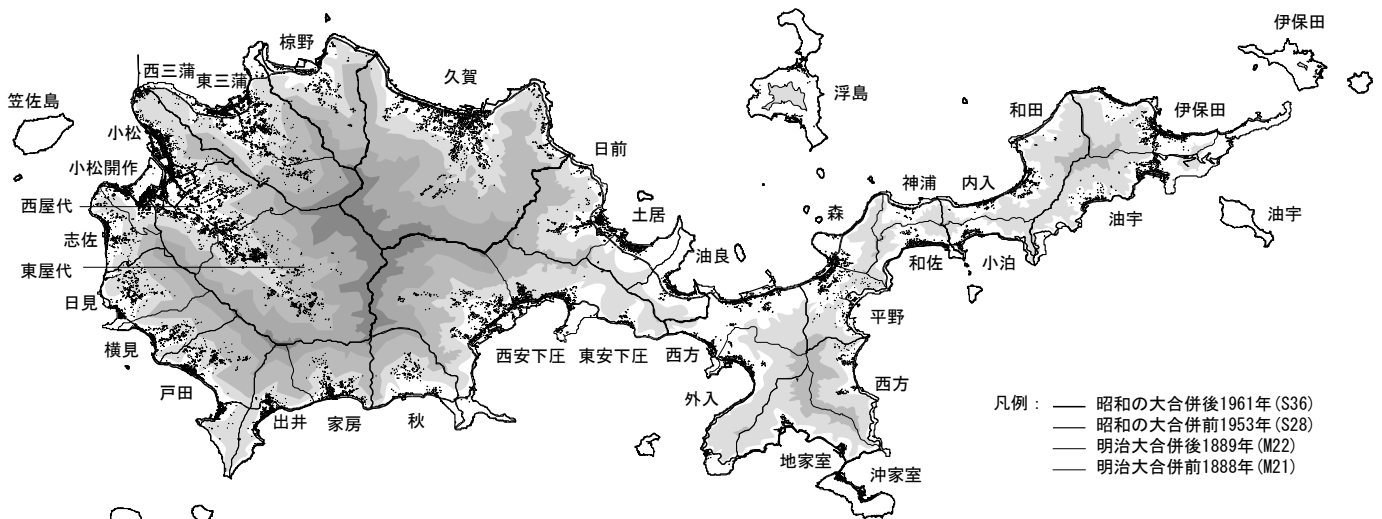 伊保田
椋野
西三蒲
東三蒲
久賀
笠佐島
浮島
和田
伊保田
小松
小松開作
日前
西屋代
神浦
内入
志佐
土居
森
油宇
油宇
東屋代
油良
和佐
小泊
日見
平野
横見
西安下圧
東安下圧
西方
戸田
外入
西方
出井
家房
秋
地家室
沖家室
凡例： 昭和の大合併後1961年(S36)
昭和の大合併前1953年(S28)
明治大合併後1889年(M22)
明治大合併前1888年(M21)